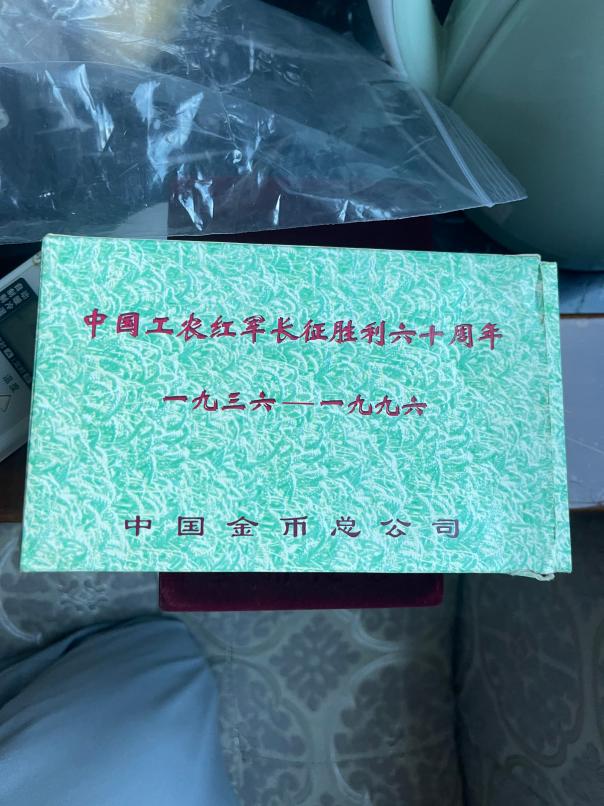 中国工农红军长征胜利六十周年
一九三六—一九九六
中国金币总公司